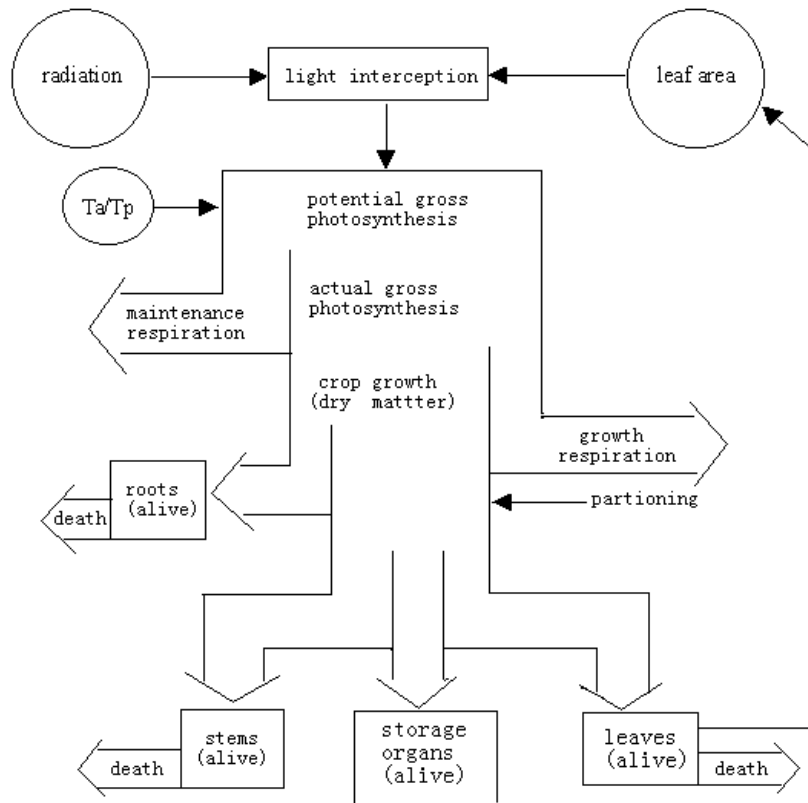 radiation
light interception
leaf area
Ta/Tp
potential gross
photosynthesis
actual gross
photosynthesis
maintenance
respiration
crop growth
(dry mattter)
growth
respiration
partioning
roots
(alive)
death
stems
(alive)
death
storage
organs
(alive)
leaves
(alive)
death